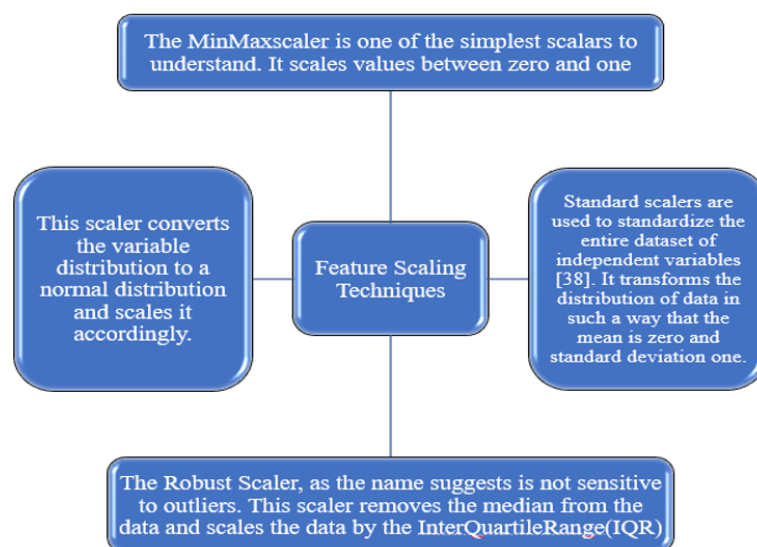 The MinMaxscaler is one of the simplest scalars to
understand. It scales values between zero and one
This scaler converts
the variable
distribution to a
normal distribution
and scales it
accordingly.
Feature Scaling
Techniques
Standard scalers are
used to standardize the
entire dataset of
independent variables
[38]. It transforms the
distribution of data in
such a way that the
mean is zero and
standard deviation one.
The Robust Scaler, as the name suggests is not sensitive
to outliers. This scaler removes the median from the
data and scales the data by the InterQuartileRange(IQR)